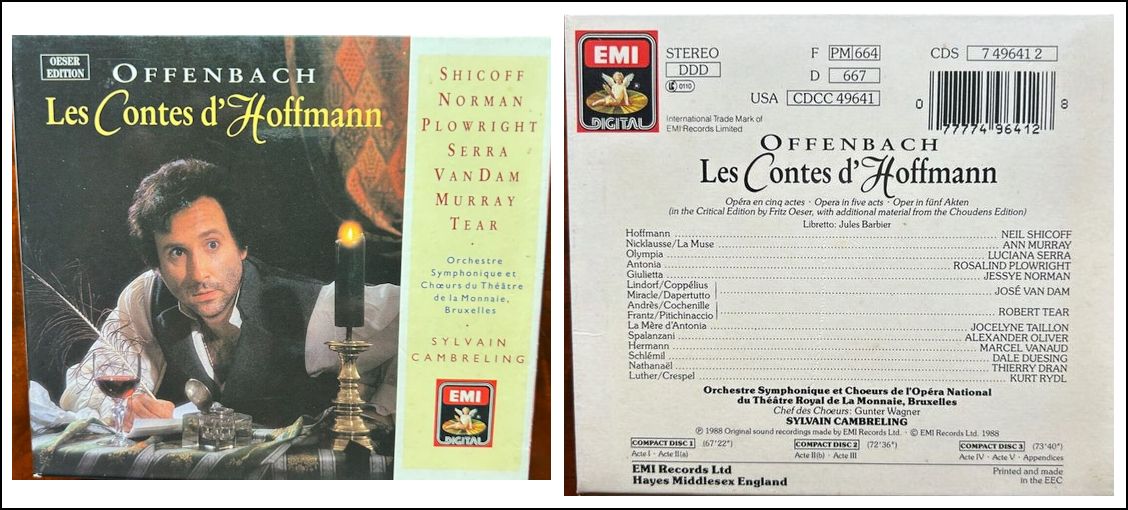 OESER
EDITION
OFFENBACH
Les Contes d'Hoffmann
SHICOFF
NORMAN
PLOWRIGHT
SERRA
VAN DAM
MURRAY
TEAR
Orchestre
Symphonique et
Chœurs du Théâtre
de la Monnaie,
Bruxelles
SYLVAIN
CAMBRELING
EMI
DIGITAL
EMI
DIGITAL
STEREO
DDD
0110
International Trade Mark of
EMI Records Limited
F PM 664
D 667
USA CDCC 49641
CDS 7 49641 2
0 77774 96412 8
OFFENBACH
Les Contes d'Hoffmann
Opéra en cinq actes · Opera in five acts · Oper in fünf Akten
(in the Critical Edition by Fritz Oeser, with additional material from the Choudens Edition)
Libretto: Jules Barbier
Hoffmann NEIL SHICOFF
Nicklausse/La Muse ANN MURRAY
Olympia LUCIANA SERRA
Antonia ROSALIND PLOWRIGHT
Giulietta JESSYE NORMAN
Lindorf/Coppélius
Miracle/Dapertutto JOSÉ VAN DAM
Andrès/Cochenille
Frantz/Pitichinaccio ROBERT TEAR
La Mère d'Antonia JOCELYNE TAILLON
Spalanzani ALEXANDER OLIVER
Hermann MARCEL VANAUD
Schlémil DALE DUESING
Nathanaël THIERRY DRAN
Luther/Crespel KURT RYDL
Orchestre Symphonique et Choeurs de l'Opéra National
du Théâtre Royal de La Monnaie, Bruxelles
Chef des Choeurs: Gunter Wagner
SYLVAIN CAMBRELING
℗ 1988 Original sound recordings made by EMI Records Ltd. · © EMI Records Ltd. 1988
COMPACT DISC 1 (67'22") COMPACT DISC 2 (72'36") COMPACT DISC 3 (73'40")
Acte I · Acte II(a) Acte II(b) · Acte III Acte IV · Acte V · Appendices
EMI Records Ltd
Hayes Middlesex England
Printed and made
in the EEC